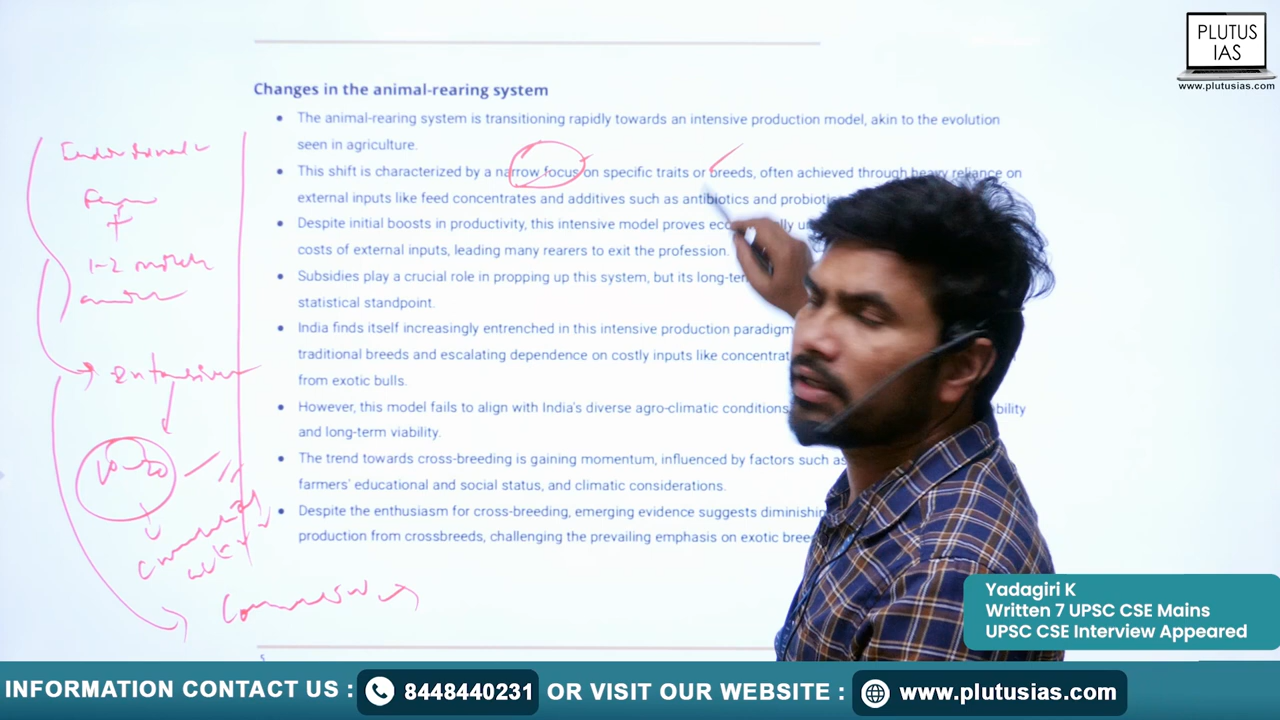 PLUTUS
IAS
www.plutusias.com
Changes in the animal-rearing system
• The animal-rearing system is transitioning rapidly towards an intensive production model, akin to the evolution
seen in agriculture.
• This shift is characterized by a narrow focus on specific traits or breeds, often achieved through heavy reliance on
external inputs like feed concentrates and additives such as antibiotics and
• Despite initial boosts in productivity, this intensive model proves
costs of external inputs, leading many rearers to exit the profession.
• Subsidies play a crucial role in propping up this system, but its
statistical standpoint.
• India finds itself increasingly entrenched in this intensive production paradigm
traditional breeds and escalating dependence on costly inputs like
from exotic bulls.
• However, this model fails to align with India's diverse agro-climatic conditions
and long-term viability.
• The trend towards cross-breeding is gaining momentum, influenced by factors such as
farmers' educational and social status, and climatic considerations.
• Despite the enthusiasm for cross-breeding, emerging evidence suggests
production from crossbreeds, challenging the prevailing emphasis on exotic
Yadagiri K
Written 7 UPSC CSE Mains
UPSC CSE Interview Appeared
INFORMATION CONTACT US : 8448440231 OR VISIT OUR WEBSITE : www.plutusias.com